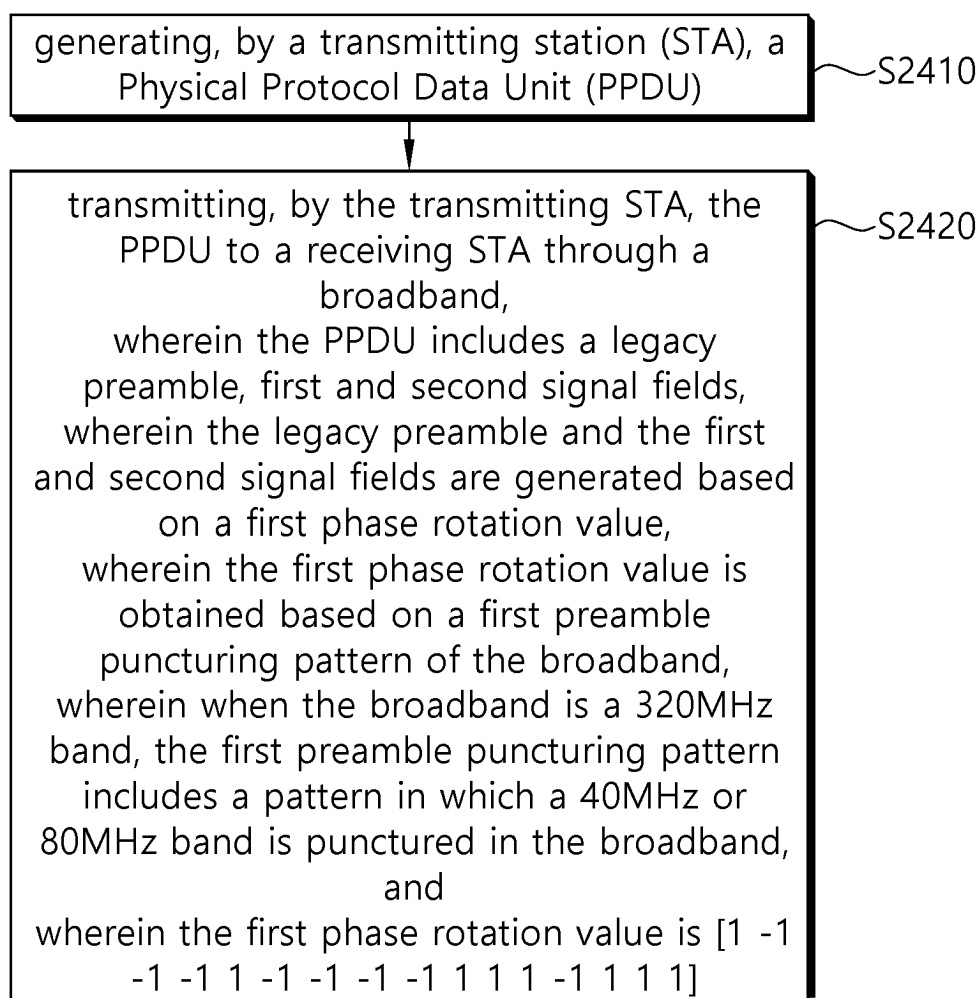 generating, by a transmitting station (STA), a
Physical Protocol Data Unit (PPDU)
S2410
transmitting, by the transmitting STA, the
PPDU to a receiving STA through a
broadband,
wherein the PPDU includes a legacy
preamble, first and second signal fields,
wherein the legacy preamble and the first
and second signal fields are generated based
on a first phase rotation value,
wherein the first phase rotation value is
obtained based on a first preamble
puncturing pattern of the broadband,
wherein when the broadband is a 320MHz
band, the first preamble puncturing pattern
includes a pattern in which a 40MHz or
80MHz band is punctured in the broadband,
and
wherein the first phase rotation value is [1 -1
-1 -1 1 -1 -1 -1 -1 1 1 1 -1 1 1 1]
S2420